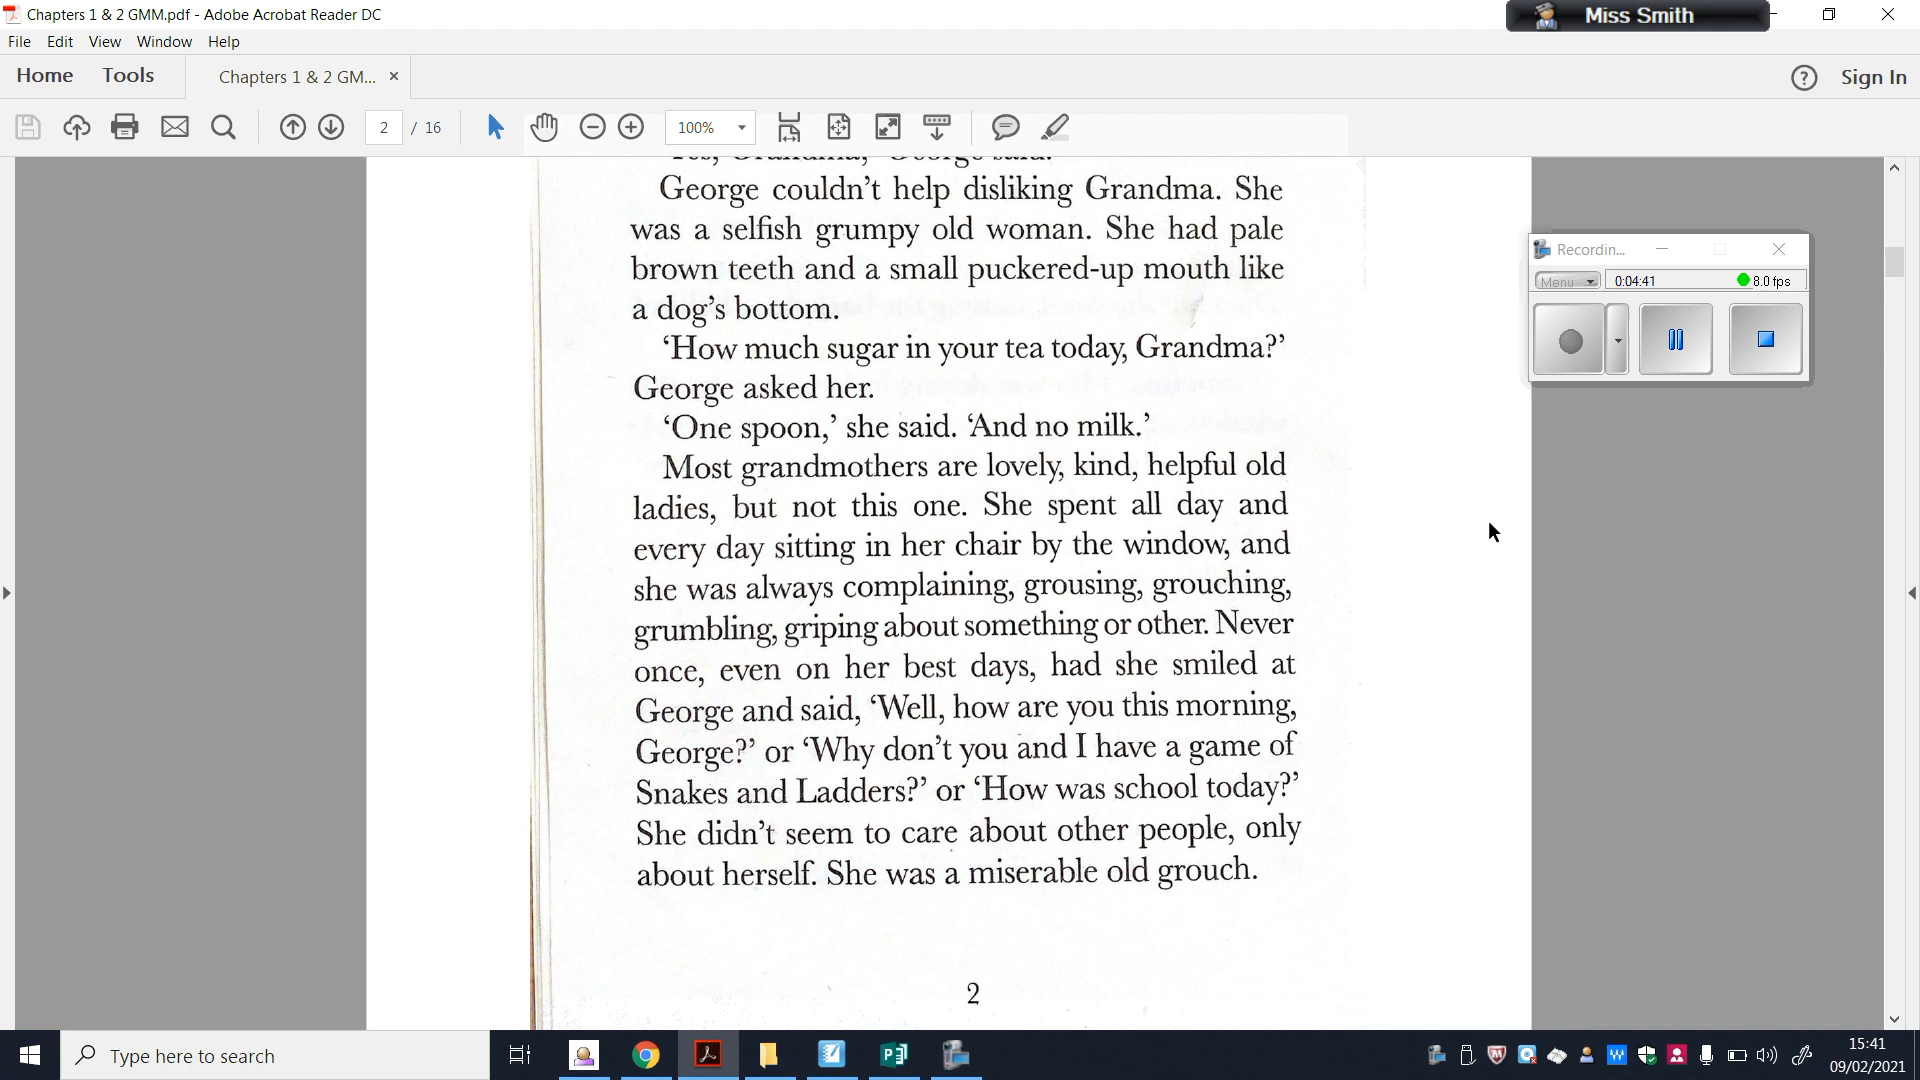 Chapters 1 & 2 GMM.pdf - Adobe Acrobat Reader DC
Miss Smith
File Edit View Window Help
Home Tools Chapters 1 & 2 GM... × Sign In
2 / 16 100%
'Yes, Grandma,' George said.
George couldn't help disliking Grandma. She
was a selfish grumpy old woman. She had pale
brown teeth and a small puckered-up mouth like
a dog's bottom.
'How much sugar in your tea today, Grandma?'
George asked her.
'One spoon,' she said. 'And no milk.'
Most grandmothers are lovely, kind, helpful old
ladies, but not this one. She spent all day and
every day sitting in her chair by the window, and
she was always complaining, grousing, grouching,
grumbling, griping about something or other. Never
once, even on her best days, had she smiled at
George and said, 'Well, how are you this morning,
George?' or 'Why don't you and I have a game of
Snakes and Ladders?' or 'How was school today?'
She didn't seem to care about other people, only
about herself. She was a miserable old grouch.
2
Recordin...
Menu 0:04:41 8.0 fps
Type here to search
15:41
09/02/2021